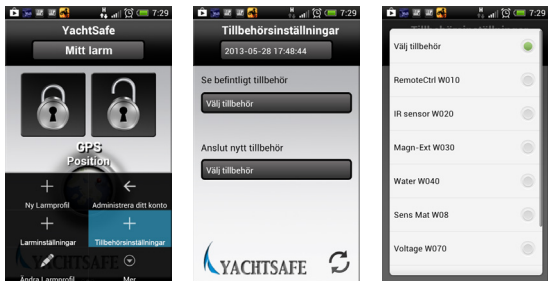 7:29
YachtSafe
Mitt larm
GPS
Position
Ny Larmprofil
Administrera ditt konto
Larminställningar
Tillbehörsinställningar
YACHTSAFE
Ändra Larmprofil
Mer
7:29
Tillbehörsinställningar
2013-05-28 17:48:44
Se befintligt tillbehör
Välj tillbehör
Anslut nytt tillbehör
Välj tillbehör
YACHTSAFE
7:29
Tillbehörsinställningar
Välj tillbehör
RemoteCtrl W010
IR sensor W020
Magn-Ext W030
Water W040
Sens Mat W08
Voltage W070